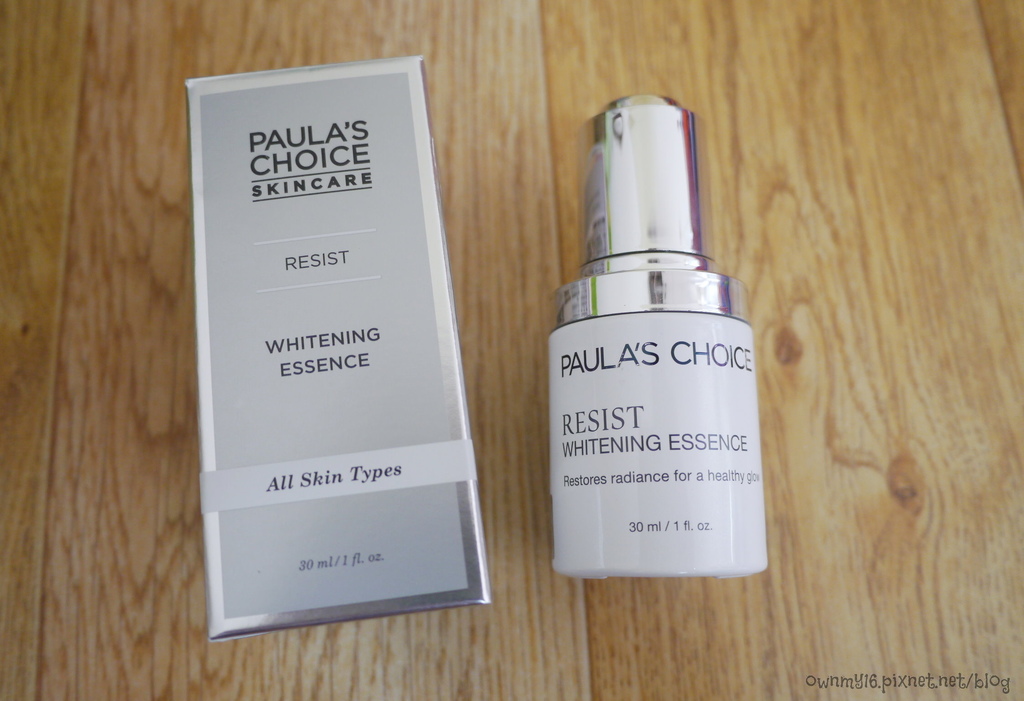 PAULA'S
CHOICE
SKINCARE
RESIST
WHITENING
ESSENCE
All Skin Types
30 ml/1 fl. oz.
PAULA'S CHOICE
RESIST
WHITENING ESSENCE
Restores radiance for a healthy glow
30 ml / 1 fl. oz.
ownmy16.pixnet.net/blog